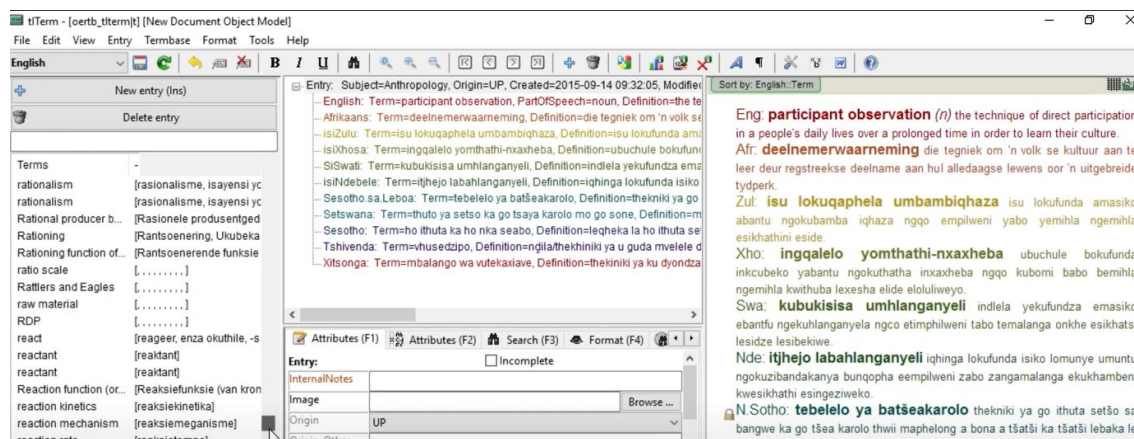 tlTerm - [oertb_tlterm|t] [New Document Object Model]
File Edit View Entry Termbase Format Tools Help
English
B I U
New entry (Ins)
Delete entry
Terms -
rationalism [rasionalisme, isayensi yc
rationalism [rasionalisme, isayensi yc
Rational producer b... [Rasionele produsentged
Rationing [Rantsoenering, Ukubeka
Rationing function of... [Rantsoenerende funksie
ratio scale [, , , , , , , , , ]
Rattlers and Eagles [, , , , , , , , , ]
raw material [, , , , , , , , , ]
RDP [, , , , , , , , , ]
react [reageer, enza okuthile, -s
reactant [reaktant]
reactant [reaktant]
Reaction function (or... [Reaksiefunksie (van kron
reaction kinetics [reaksiekinetika]
reaction mechanism [reaksiemeganisme]
Entry: Subject=Anthropology, Origin=UP, Created=2015-09-14 09:32:05, Modified
English: Term=participant observation, PartOfSpeech=noun, Definition=the te
Afrikaans: Term=deelnemerwaarneming, Definition=die tegniek om 'n volk se
isiZulu: Term=isu lokuqaphela umbambiqhaza, Definition=isu lokufunda ama
isiXhosa: Term=ingqalelo yomthathi-nxaxheba, Definition=ubuchule bokufund
SiSwati: Term=kubukisisa umhlanganyeli, Definition=indlela yekufundza ema
isiNdebele: Term=itjhejo labahlanganyeli, Definition=iqhinga lokufunda isiko
Sesotho.sa.Leboa: Term=tebelelo ya batšeakarolo, Definition=thekniki ya go
Setswana: Term=thuto ya setso ka go tsaya karolo mo go sone, Definition=m
Sesotho: Term=ho ithuta ka ho nka seabo, Definition=leqheka la ho ithuta se
Tshivenda: Term=vhusedzipo, Definition=ndila/thekhiniki ya u guda mvelele d
Xitsonga: Term=mbalango wa vutekaxiave, Definition=thekiniki ya ku dyondza
Attributes (F1) Attributes (F2) Search (F3) Format (F4)
Entry: Incomplete
InternalNotes
Image Browse ...
Origin UP
Sort by: English::Term
Eng: participant observation (n) the technique of direct participation
in a people's daily lives over a prolonged time in order to learn their culture.
Afr: deelnemerwaarneming die tegniek om 'n volk se kultuur aan te
leer deur regstreekse deelname aan hul alledaagse lewens oor 'n uitgebreide
tydperk.
Zul: isu lokuqaphela umbambiqhaza isu lokufunda amasiko
abantu ngokubamba iqhaza ngqo empilweni yabo yemihla ngemihla
esikhathini eside.
Xho: ingqalelo yomthathi-nxaxheba ubuchule bokufunda
inkcubeko yabantu ngokuthatha inxaxheba ngqo kubomi babo bemihla
ngemihla kwithuba lexesha elide eloluliweyo.
Swa: kubukisisa umhlanganyeli indlela yekufundza emasiko
ebantfu ngekuhlanganyela ngco etimphilweni tabo temalanga onkhe esikhats
lesidze lesibekiwe.
Nde: itjhejo labahlanganyeli iqhinga lokufunda isiko lomunye umuntu
ngokuzibandakanya bunqopha eempilweni zabo zangamalanga ekukhamben
kwesikhathi esingeziweko.
N.Sotho: tebelelo ya batšeakarolo thekniki ya go ithuta setšo sa
bangwe ka go tšea karolo thwii maphelong a bona a tšatši ka tšatši lebaka le